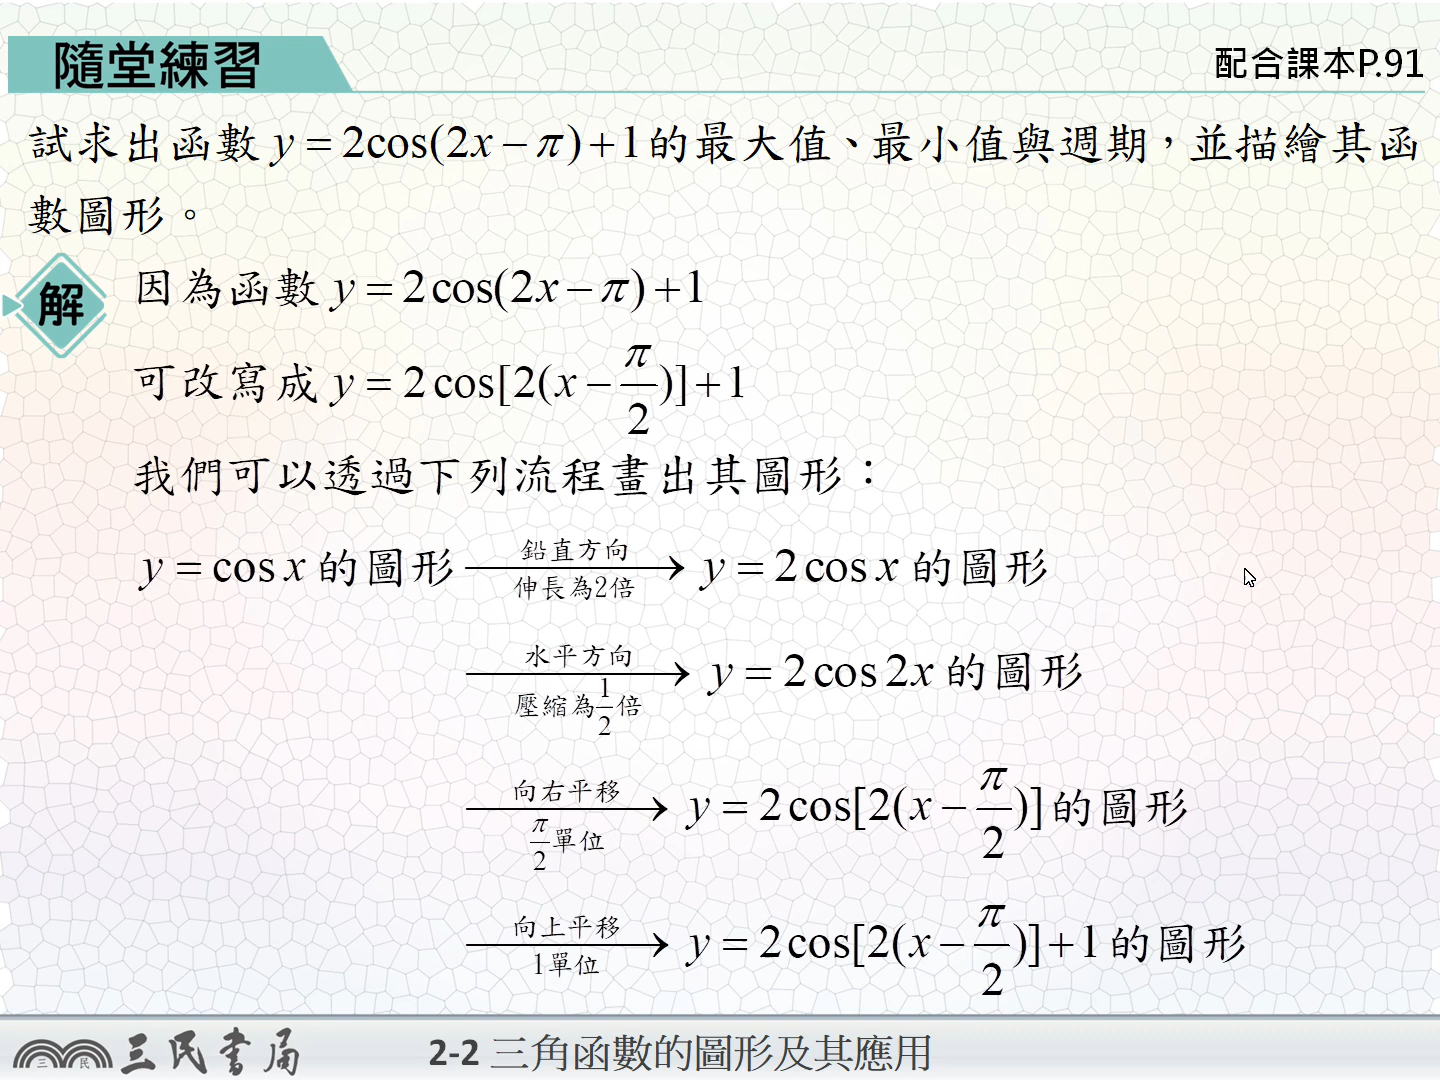 隨堂練習
配合課本P.91
試求出函數 y = 2cos(2x − π) + 1 的最大值、最小值與週期，並描繪其函
數圖形。
解
因為函數 y = 2cos(2x − π) + 1
可改寫成 y = 2cos[2(x − π/2)] + 1
我們可以透過下列流程畫出其圖形：
y = cos x 的圖形 鉛直方向 伸長為2倍 → y = 2cos x 的圖形
水平方向 壓縮為1/2倍 → y = 2cos 2x 的圖形
向右平移 π/2單位 → y = 2cos[2(x − π/2)] 的圖形
向上平移 1單位 → y = 2cos[2(x − π/2)] + 1 的圖形
三 民 三民書局
2-2 三角函數的圖形及其應用